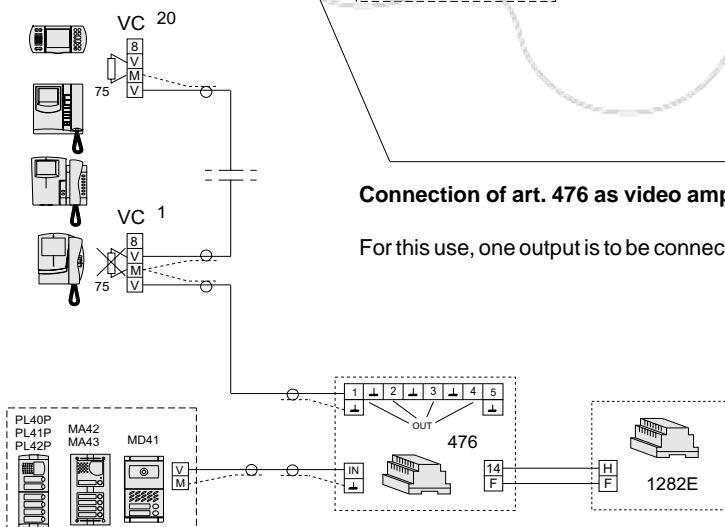 VC 20
8
V
M
V
75
Connection of art. 476 as video amp
For this use, one output is to be connec
VC 1
8
V
M
V
75
1 2 3 4 5
OUT
476
PL40P
PL41P
PL42P
MA42
MA43
MD41
V
M
IN
14
F
H
F
1282E